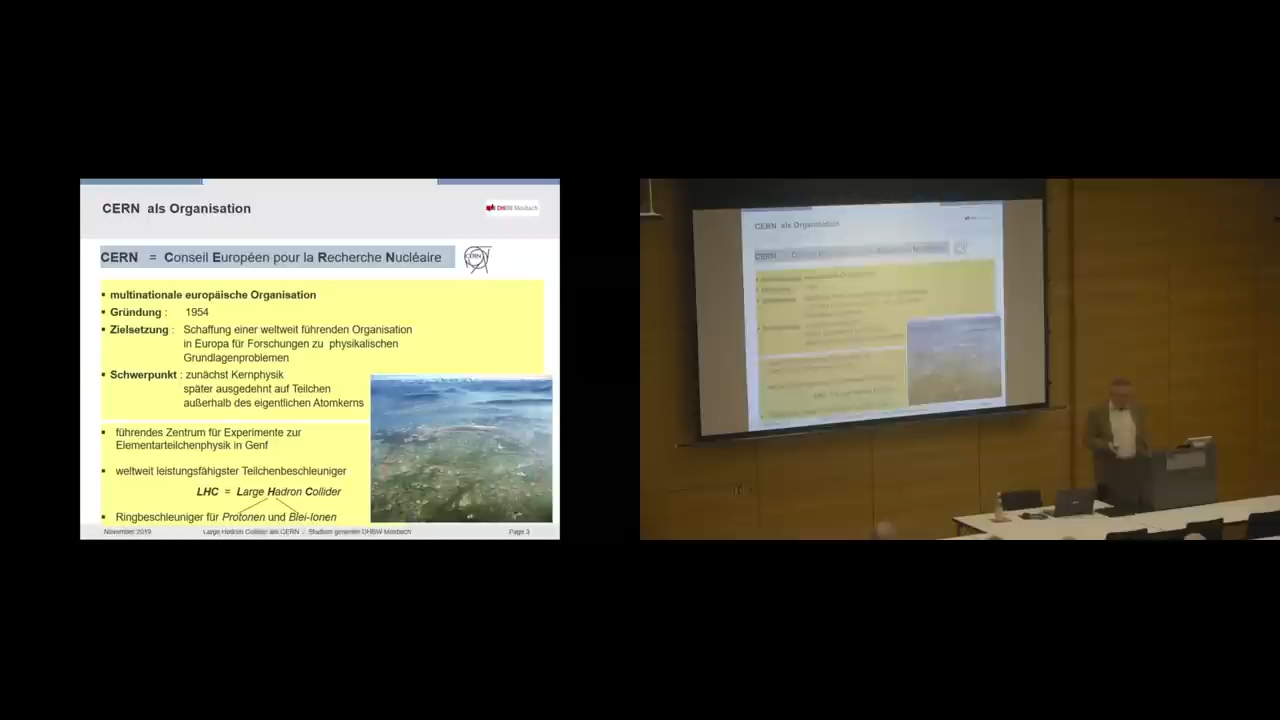 CERN als Organisation
DHBW Mosbach
CERN = Conseil Européen pour la Recherche Nucléaire
CERN
▪ multinationale europäische Organisation
▪ Gründung : 1954
▪ Zielsetzung : Schaffung einer weltweit führenden Organisation
in Europa für Forschungen zu physikalischen
Grundlagenproblemen
▪ Schwerpunkt : zunächst Kernphysik
später ausgedehnt auf Teilchen
außerhalb des eigentlichen Atomkerns
▪ führendes Zentrum für Experimente zur
Elementarteilchenphysik in Genf
▪ weltweit leistungsfähigster Teilchenbeschleuniger
LHC = Large Hadron Collider
▪ Ringbeschleuniger für Protonen und Blei-Ionen
November 2019 Large Hadron Collider am CERN / Studium generale DHBW Mosbach Page 3
CERN als Organisation